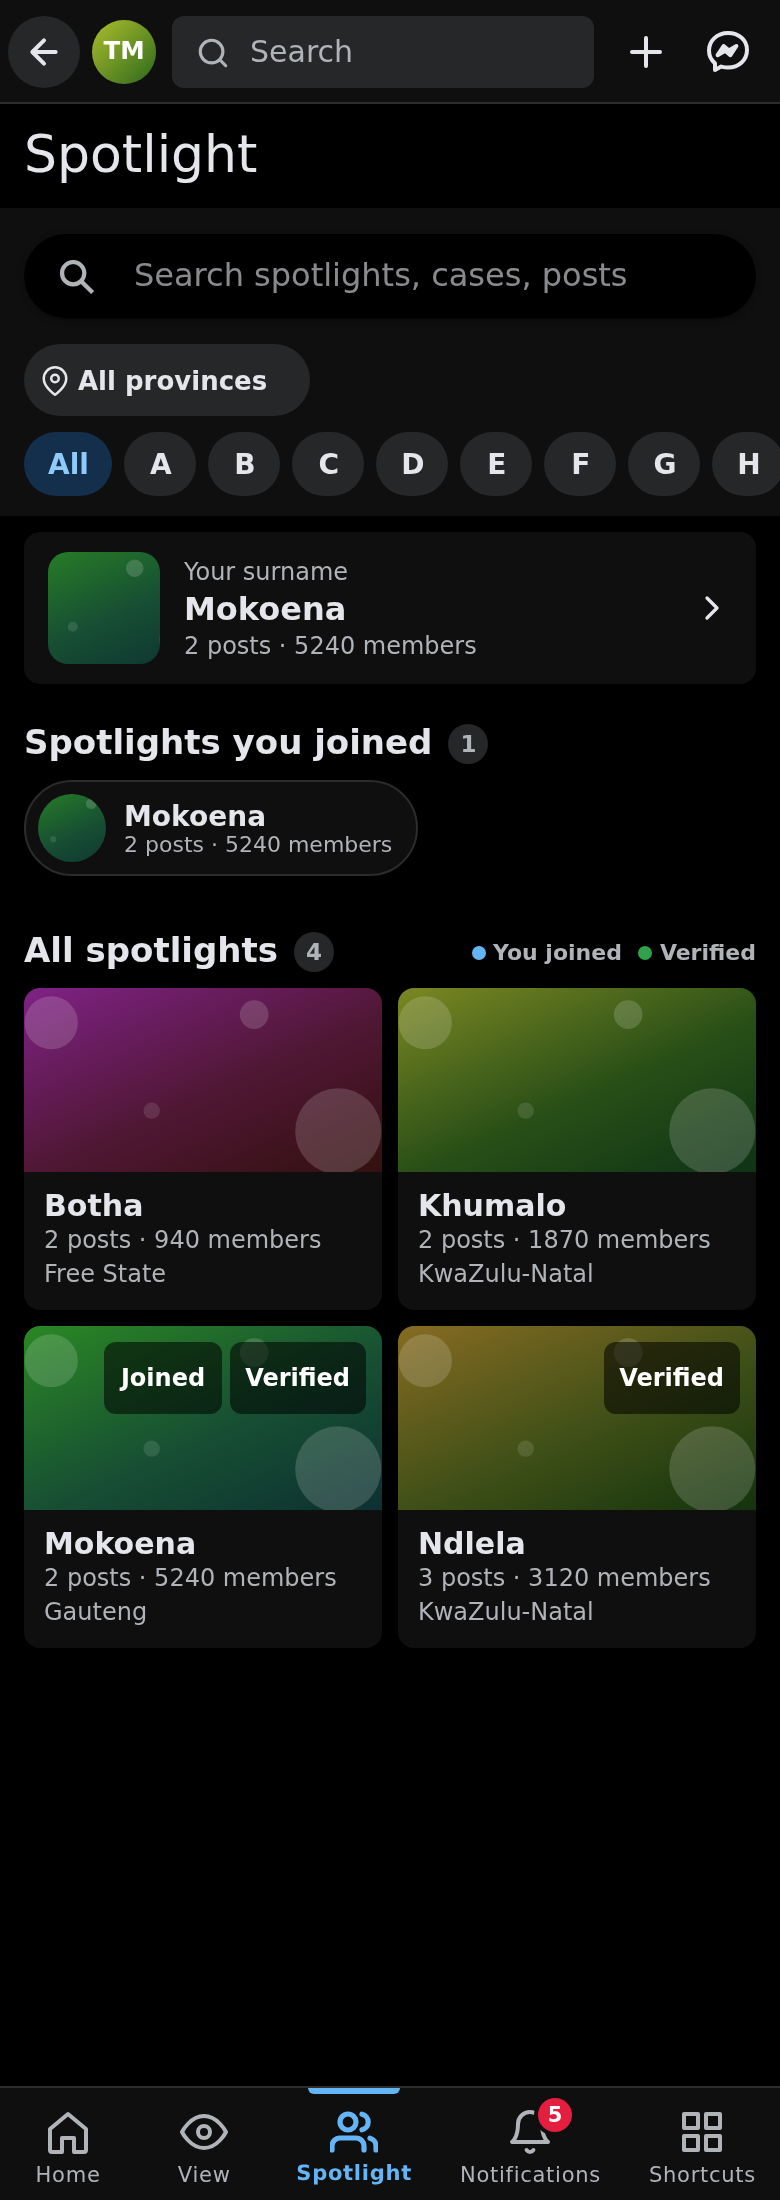 TM
Search
Spotlight
Search spotlights, cases, posts
All provinces
All A B C D E F G H
Your surname
Mokoena
2 posts · 5240 members
Spotlights you joined 1
Mokoena
2 posts · 5240 members
All spotlights 4
You joined Verified
Botha
2 posts · 940 members
Free State
Khumalo
2 posts · 1870 members
KwaZulu-Natal
Joined Verified
Mokoena
2 posts · 5240 members
Gauteng
Verified
Ndlela
3 posts · 3120 members
KwaZulu-Natal
5
Home View Spotlight Notifications Shortcuts